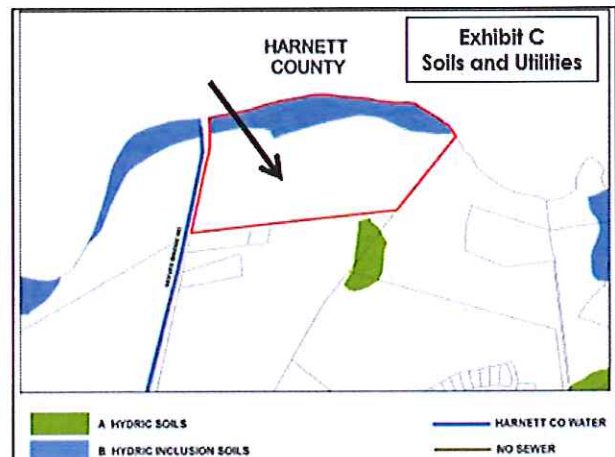 HARNETT
COUNTY
Exhibit C
Soils and Utilities
A HYDRIC SOILS
B. HYDRIC INCLUSION SOILS
HARNETT CO WATER
NO SEWER